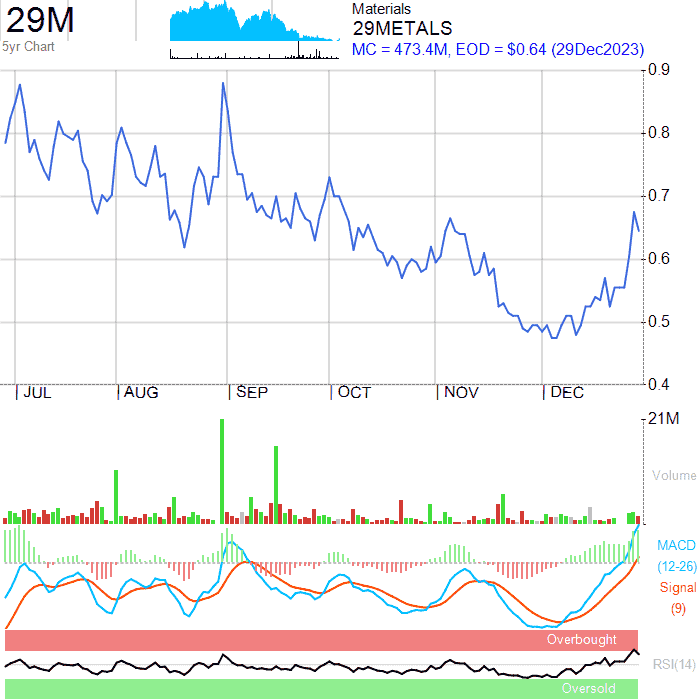 29M
5yr Chart
Materials
29METALS
MC = 473.4M, EOD = $0.64 (29Dec2023)
0.9
0.8
0.7
0.6
0.5
0.4
JUL AUG SEP OCT NOV DEC
21M
Volume
MACD
(12-26)
Signal
(9)
Overbought
RSI(14)
Oversold